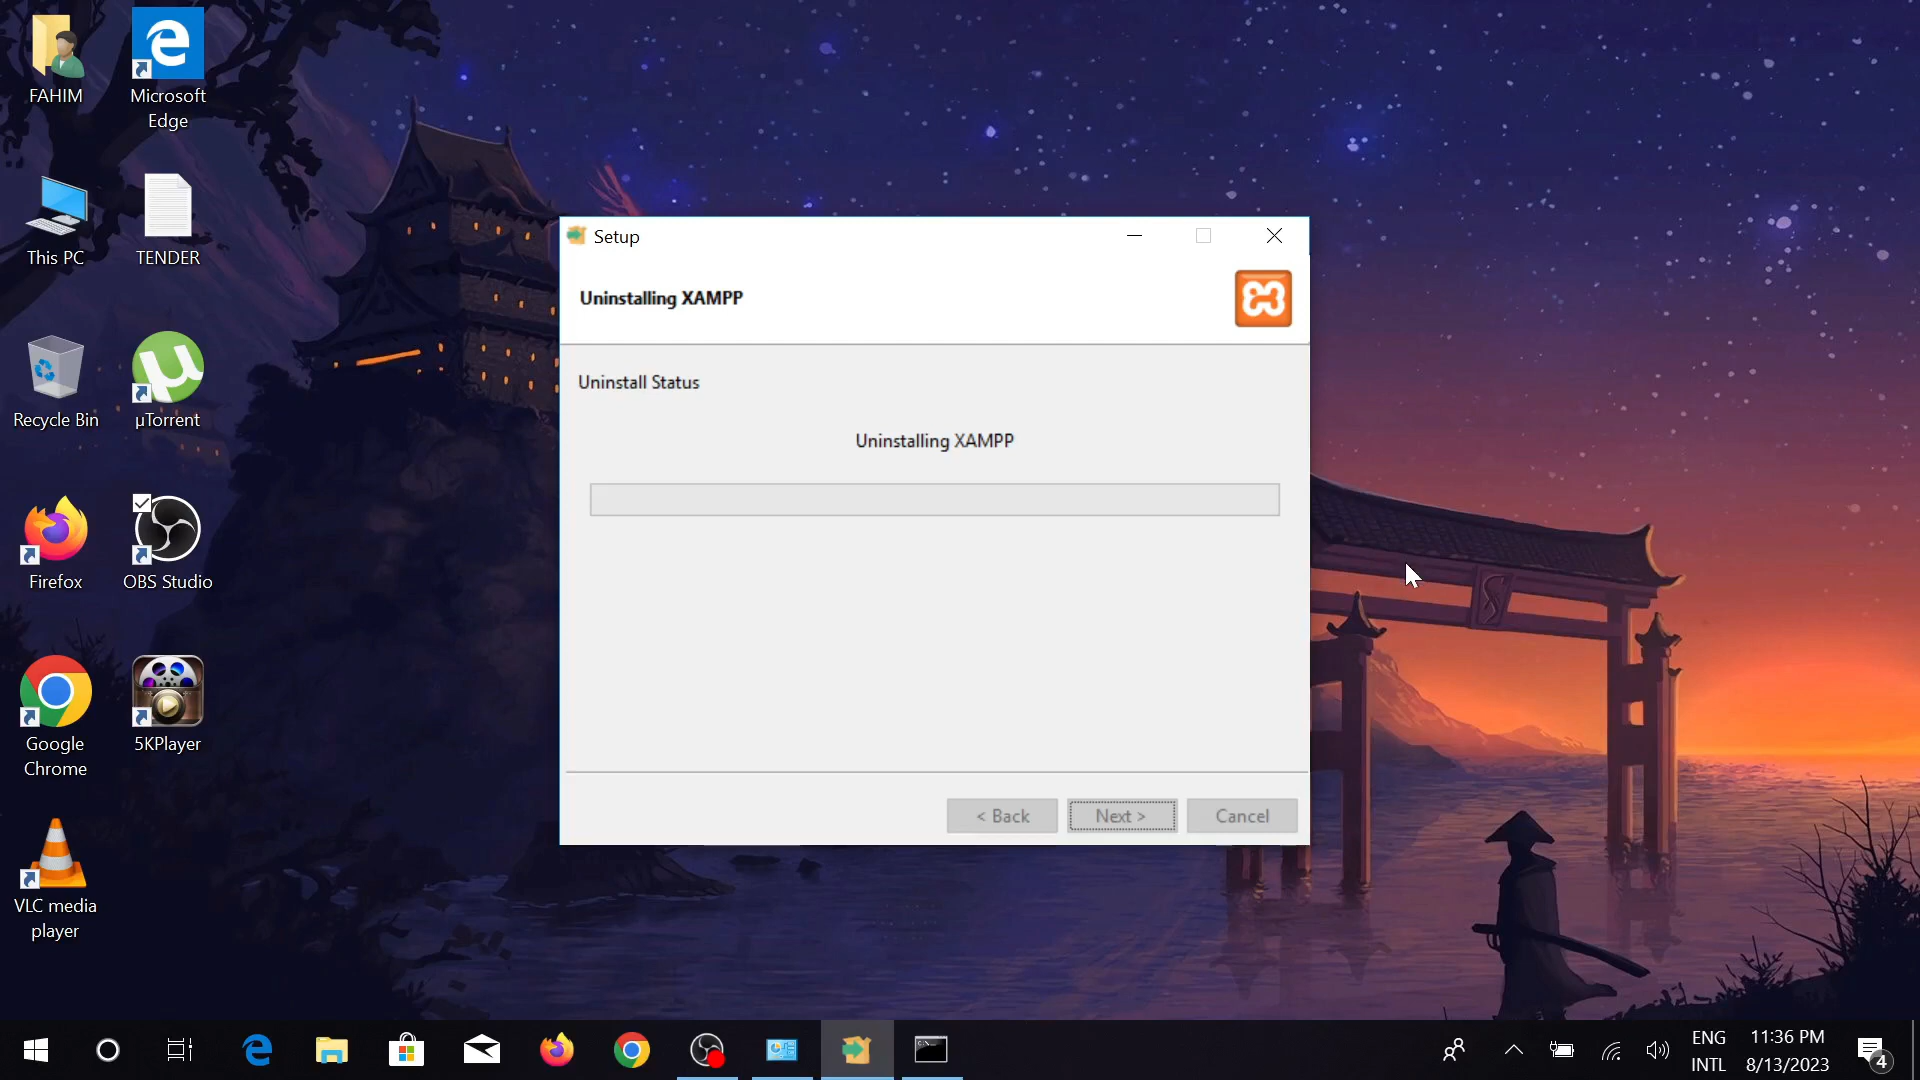 FAHIM
Microsoft
Edge
This PC
TENDER
Recycle Bin
µTorrent
Firefox
OBS Studio
Google
Chrome
5KPlayer
VLC media
player
Setup
Uninstalling XAMPP
Uninstall Status
Uninstalling XAMPP
< Back
Next >
Cancel
ENG
INTL
11:36 PM
8/13/2023
4